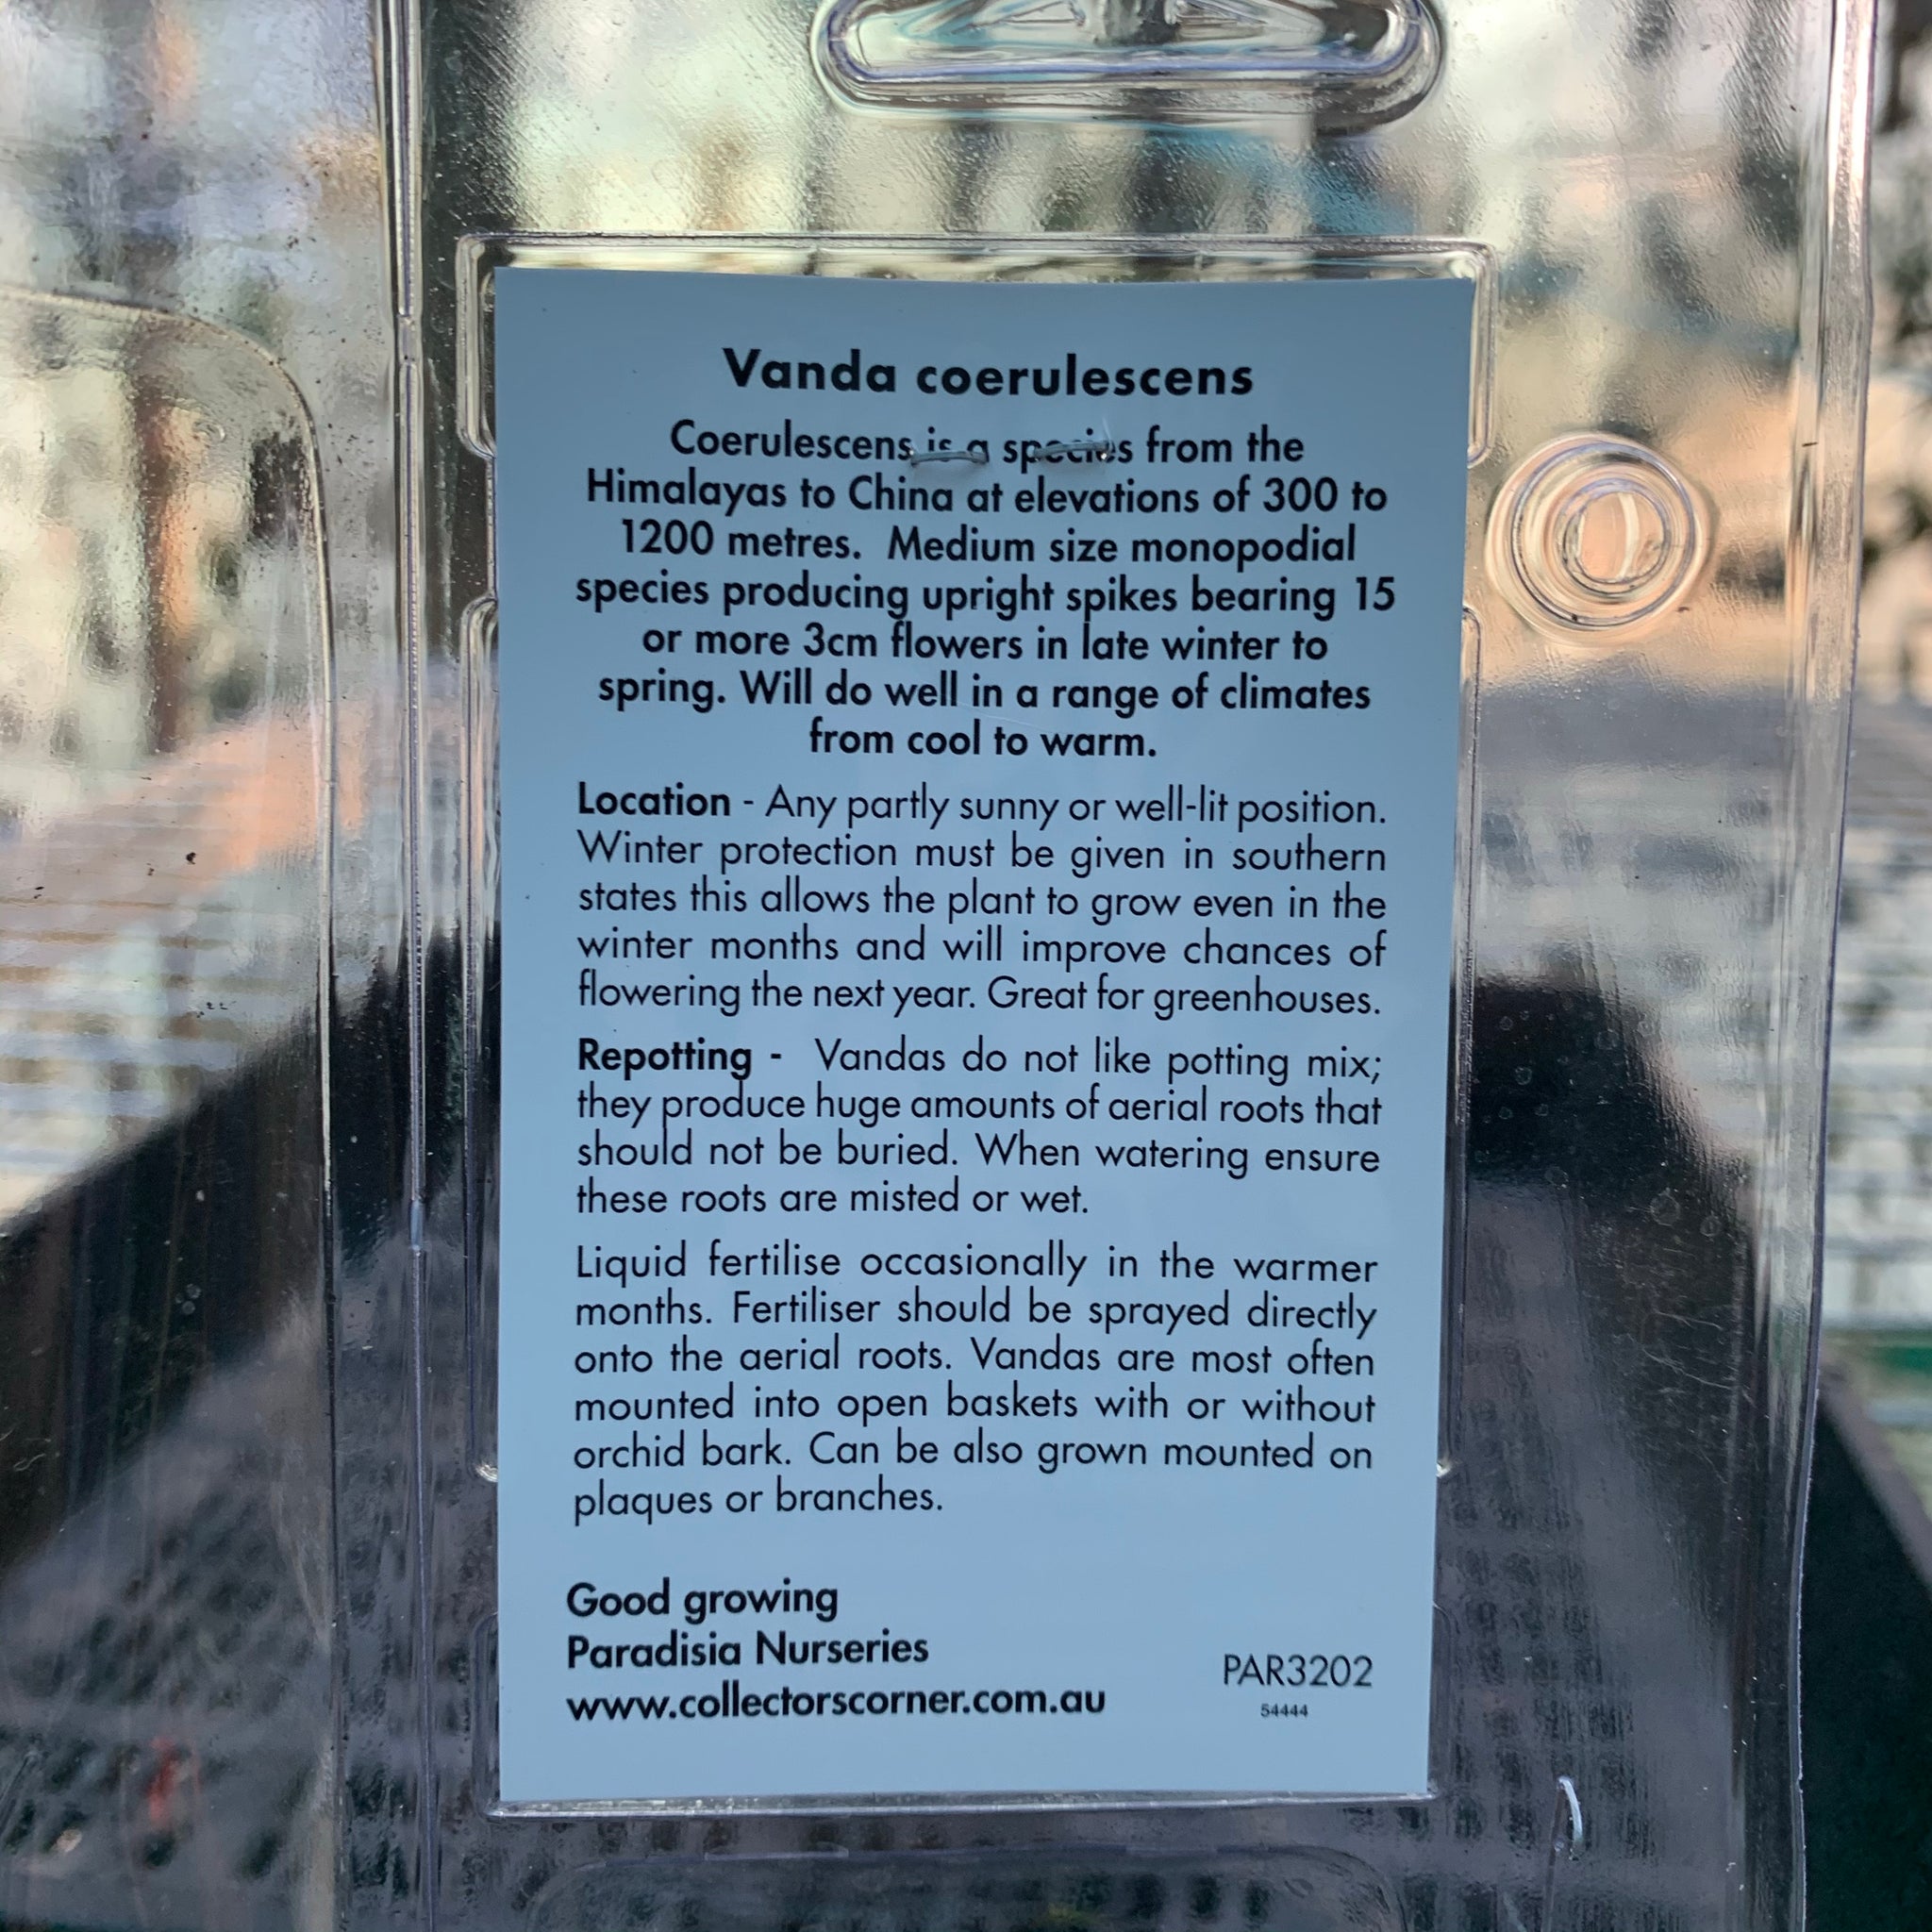 Vanda coerulescens
Coerulescens is a species from the
Himalayas to China at elevations of 300 to
1200 metres. Medium size monopodial
species producing upright spikes bearing 15
or more 3cm flowers in late winter to
spring. Will do well in a range of climates
from cool to warm.
Location - Any partly sunny or well-lit position.
Winter protection must be given in southern
states this allows the plant to grow even in the
winter months and will improve chances of
flowering the next year. Great for greenhouses.
Repotting - Vandas do not like potting mix;
they produce huge amounts of aerial roots that
should not be buried. When watering ensure
these roots are misted or wet.
Liquid fertilise occasionally in the warmer
months. Fertiliser should be sprayed directly
onto the aerial roots. Vandas are most often
mounted into open baskets with or without
orchid bark. Can be also grown mounted on
plaques or branches.
Good growing
Paradisia Nurseries
www.collectorscorner.com.au
PAR3202
54444